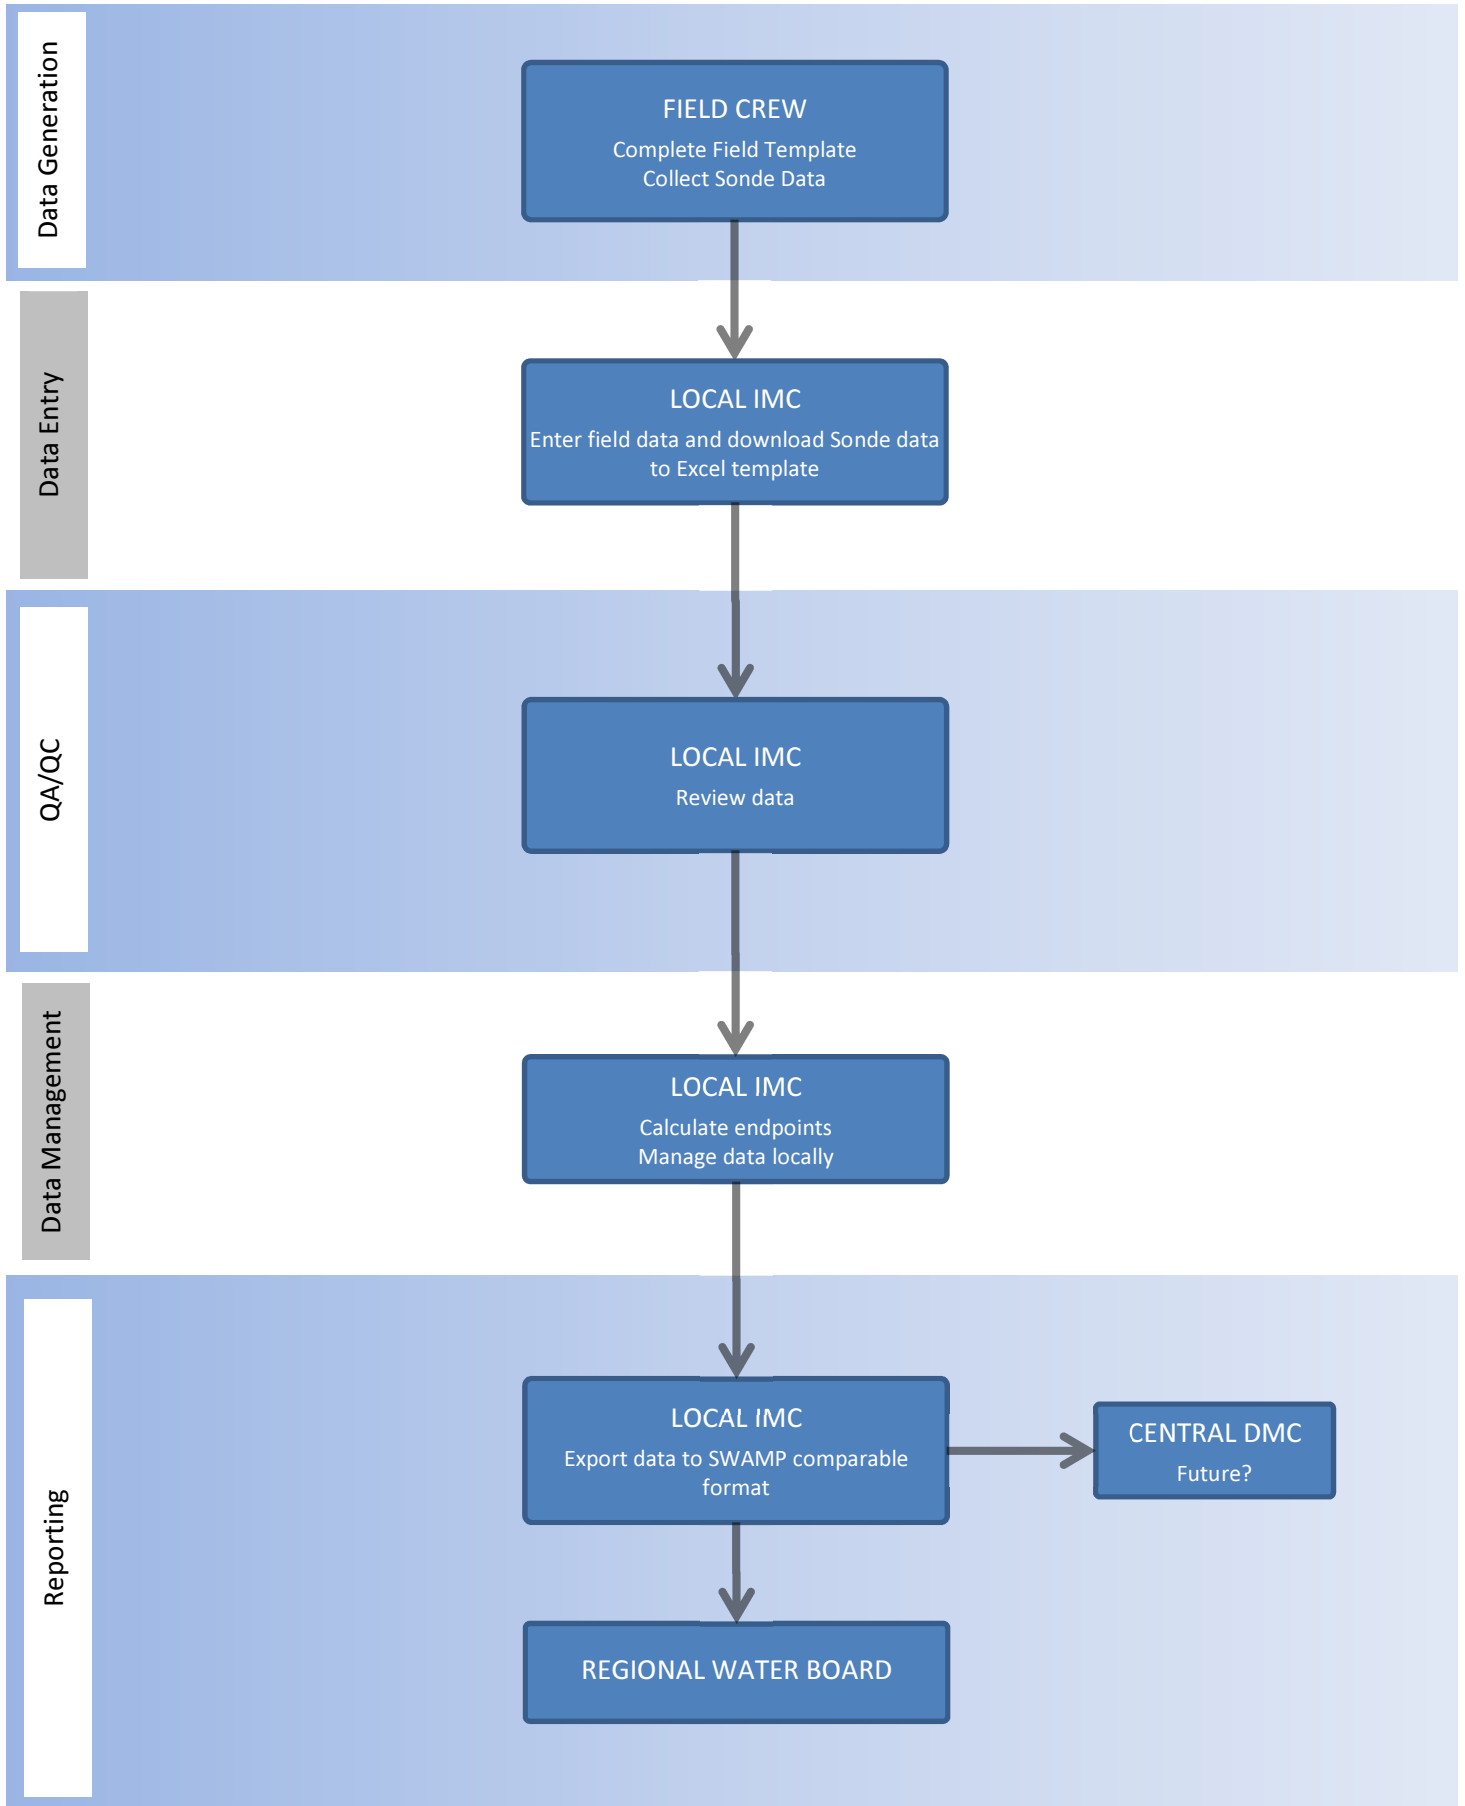 Data Generation
FIELD CREW
Complete Field Template
Collect Sonde Data
Data Entry
LOCAL IMC
Enter field data and download Sonde data
to Excel template
QA/QC
LOCAL IMC
Review data
Data Management
LOCAL IMC
Calculate endpoints
Manage data locally
Reporting
LOCAL IMC
Export data to SWAMP comparable
format
CENTRAL DMC
Future?
REGIONAL WATER BOARD